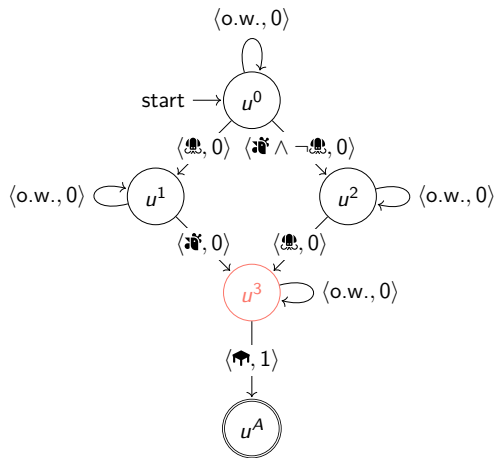 ⟨o.w., 0⟩
start
u⁰
⟨🐙, 0⟩ ⟨🐝 ∧ ¬🐙, 0⟩
⟨o.w., 0⟩ u¹ u² ⟨o.w., 0⟩
⟨🐝, 0⟩ ⟨🐙, 0⟩
u³ ⟨o.w., 0⟩
⟨, 1⟩
uᴬ